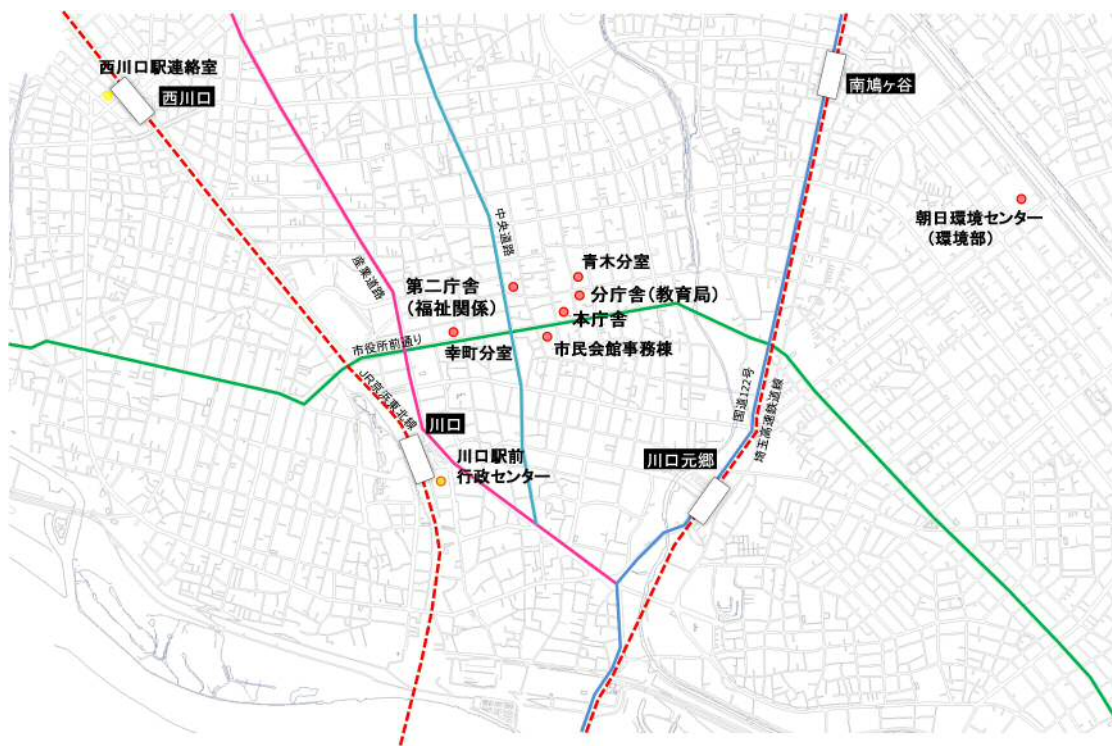 西川口駅連絡室
西川口
南鳩ヶ谷
朝日環境センター
(環境部)
中央道路
産業道路
青木分室
第二庁舎
(福祉関係)
分庁舎(教育局)
本庁舎
市役所前通り
幸町分室
市民会館事務棟
JR京浜東北線
国道122号
埼玉高速鉄道線
川口
川口駅前
行政センター
川口元郷